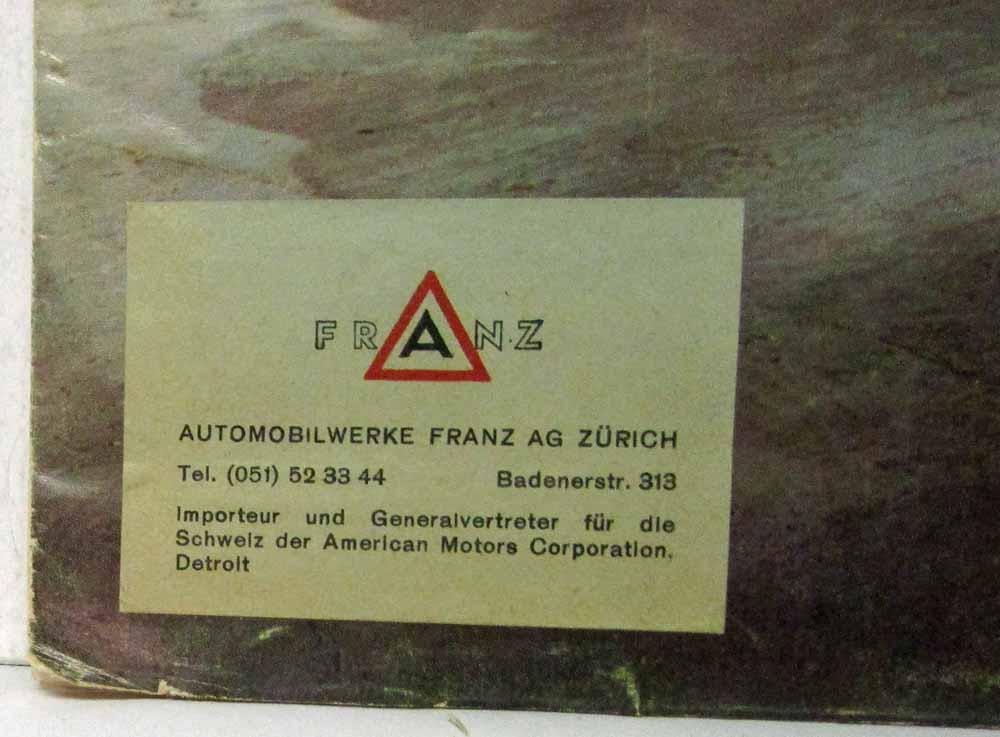 FRANZ
AUTOMOBILWERKE FRANZ AG ZÜRICH
Tel. (051) 52 33 44 Badenerstr. 313
Importeur und Generalvertreter für die
Schweiz der American Motors Corporation,
Detroit